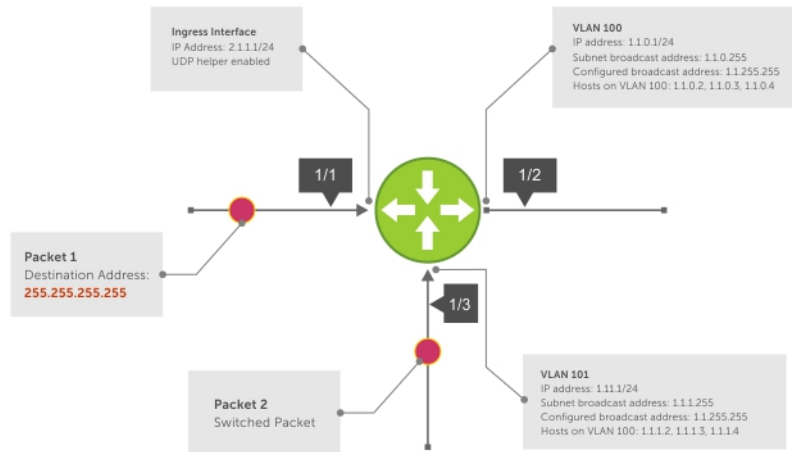 Ingress Interface
IP Address: 2.1.1.1/24
UDP helper enabled
VLAN 100
IP address: 1.1.0.1/24
Subnet broadcast address: 1.1.0.255
Configured broadcast address: 1.1.255.255
Hosts on VLAN 100: 1.1.0.2, 1.1.0.3, 1.1.0.4
1/1
1/2
Packet 1
Destination Address:
255.255.255.255
1/3
Packet 2
Switched Packet
VLAN 101
IP address: 1.11.1/24
Subnet broadcast address: 1.1.1.255
Configured broadcast address: 1.1.255.255
Hosts on VLAN 100: 1.1.1.2, 1.1.1.3, 1.1.1.4